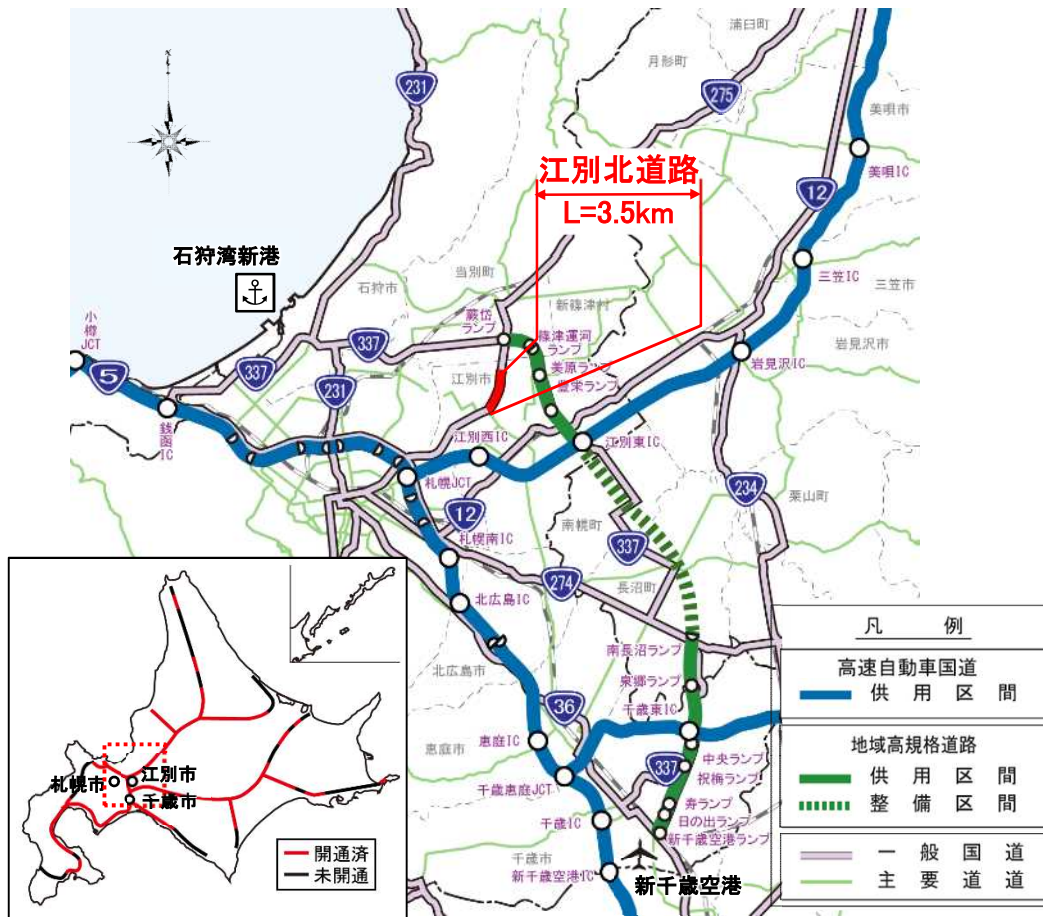 浦臼町
月形町
231
275
美唄市
美唄IC
江別北道路
L=3.5km
12
石狩湾新港
当別町
石狩市
新篠津村
三笠IC
三笠市
小樽
JCT
蕨岱
ランプ
篠津運河
ランプ
岩見沢市
337
337
231
5
江別市
美原ランプ
豊栄ランプ
岩見沢IC
銭函
IC
江別西IC
江別東IC
札幌JCT
234
栗山町
12
札幌南IC
南幌町
337
長沼町
274
北広島IC
南長沼ランプ
北広島市
泉郷ランプ
千歳東IC
36
恵庭市
恵庭IC
中央ランプ
337
祝梅ランプ
千歳恵庭JCT
寿ランプ
日の出ランプ
千歳IC
新千歳空港ランプ
千歳市
新千歳空港IC
新千歳空港
札幌市
江別市
千歳市
開通済
未開通
凡例
高速自動車国道
供用区間
地域高規格道路
供用区間
整備区間
一般国道
主要道道